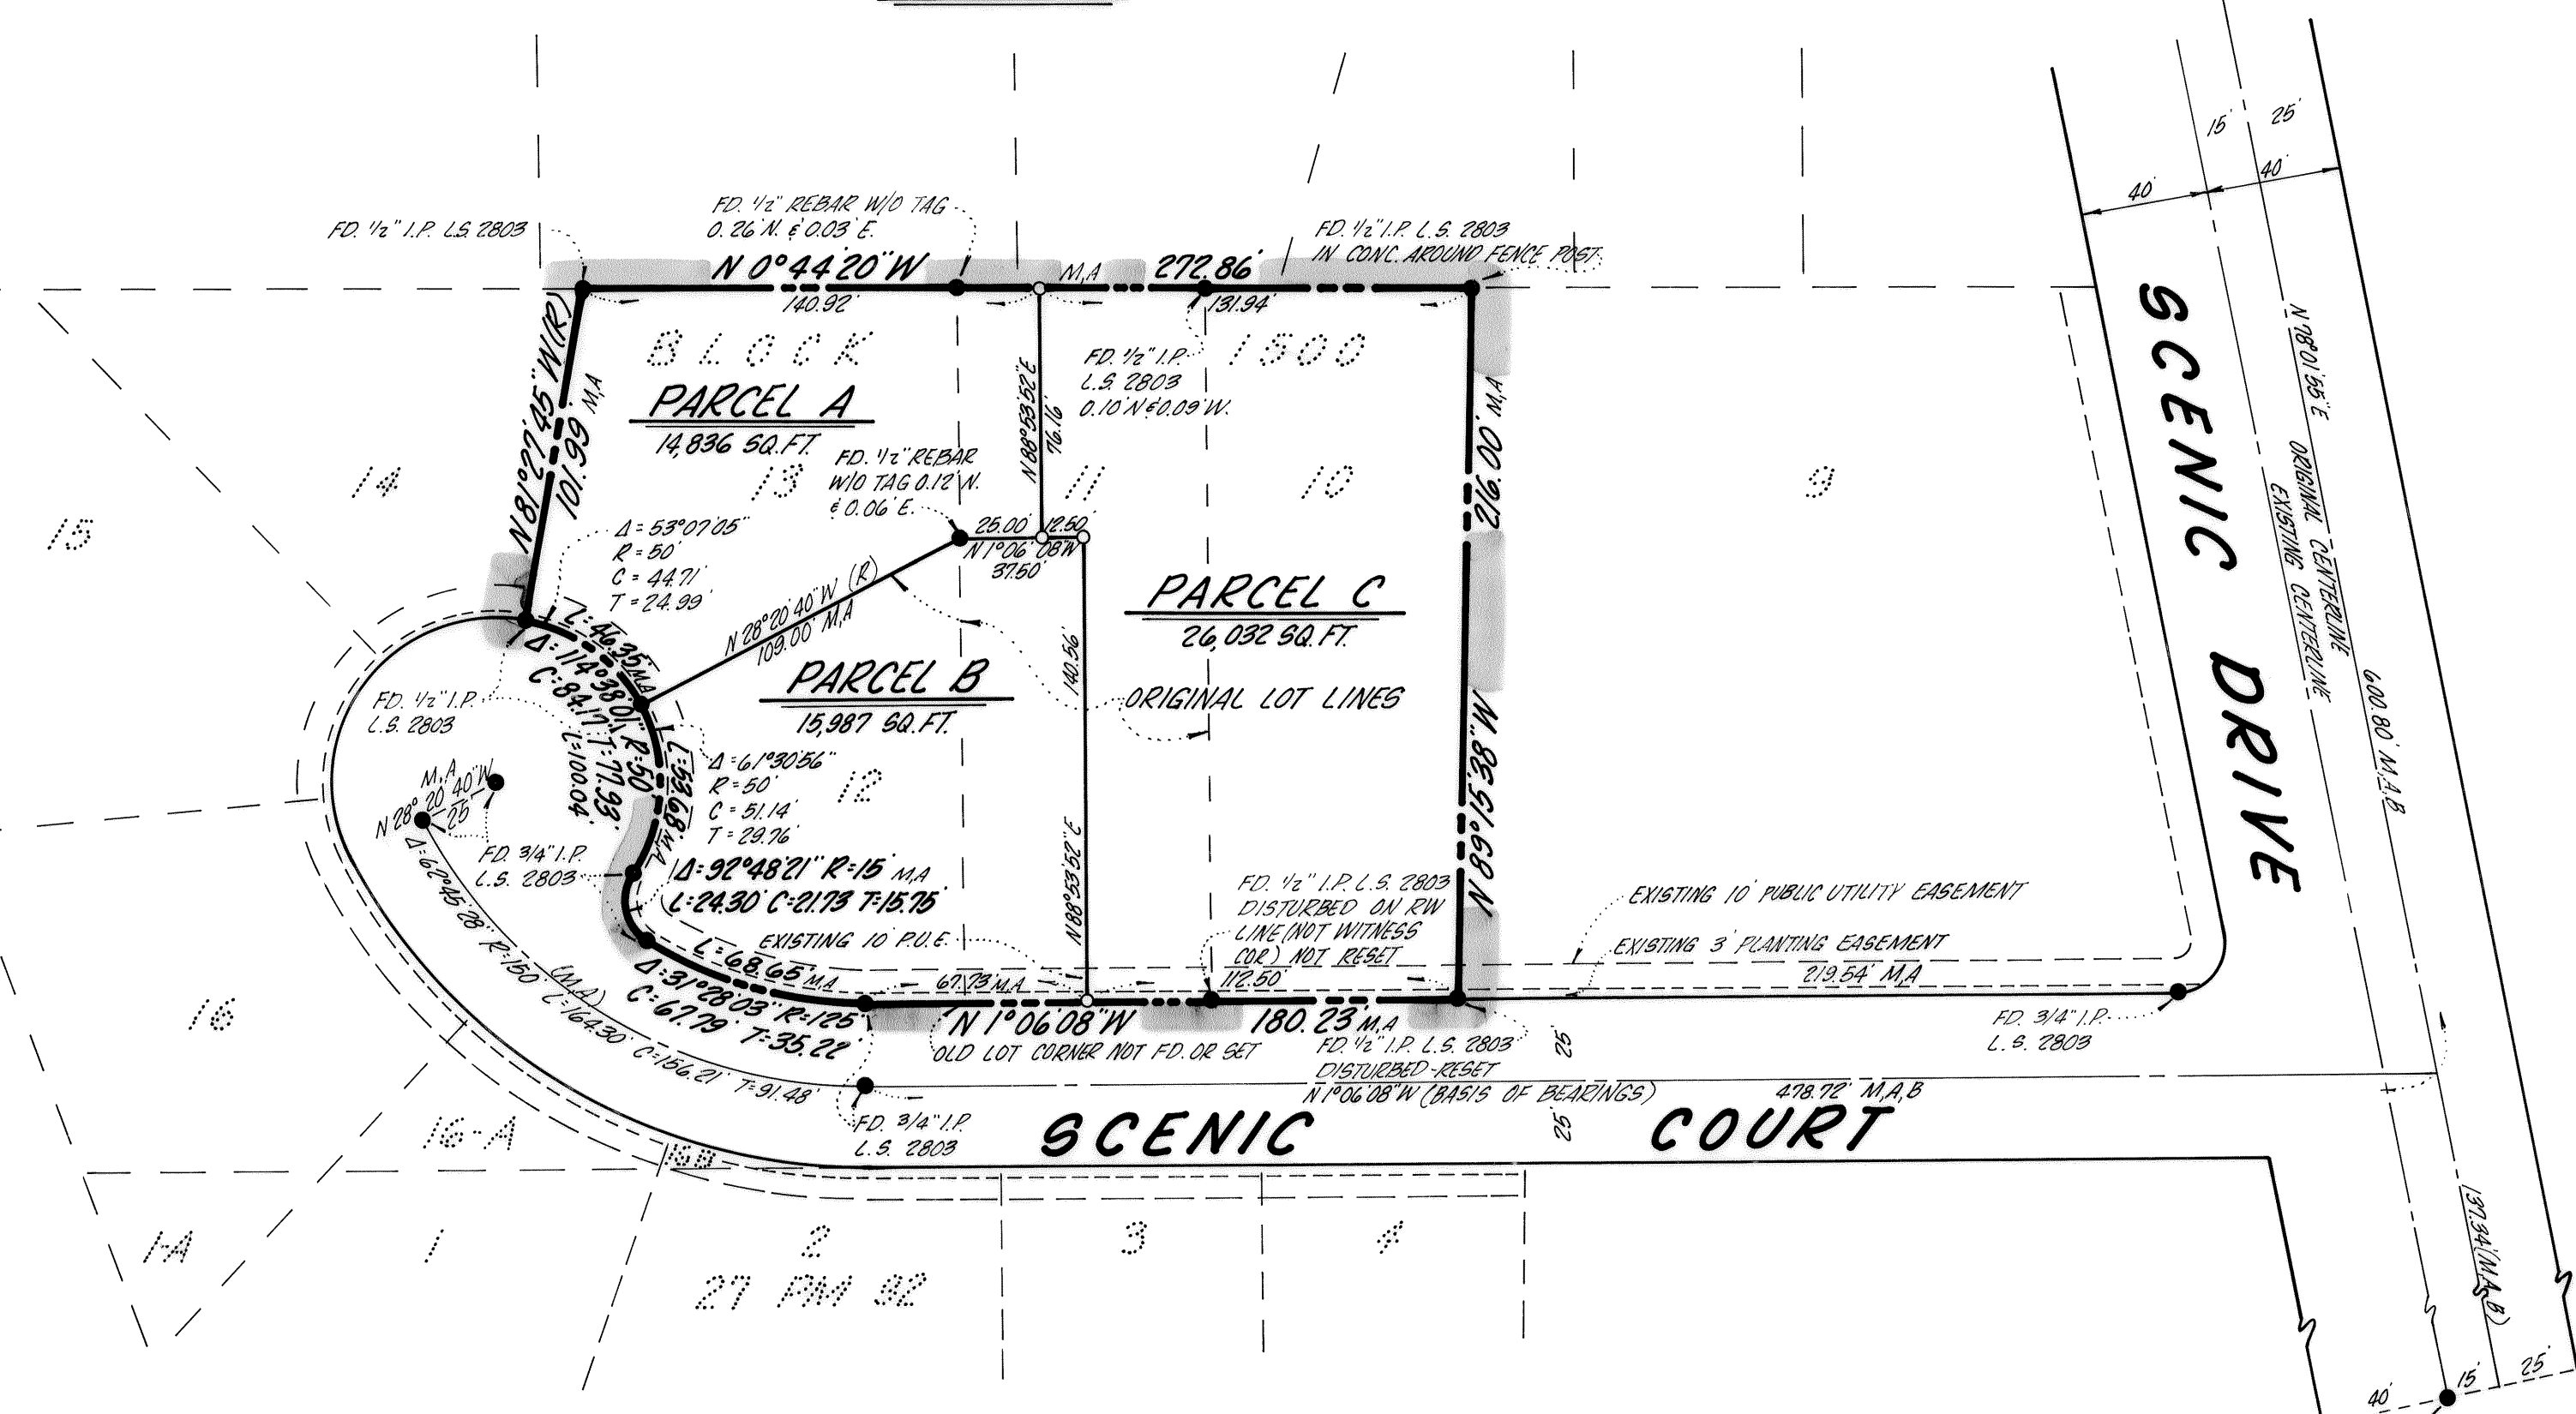 15'
25'
40'
40'
FD. 1/2" REBAR W/O TAG
0.26' N. & 0.03' E.
FD. 1/2" I.P. L.S. 2803
FD. 1/2" I.P. L.S. 2803
IN CONC. AROUND FENCE POST
N 0°44'20" W
M,A
272.86'
140.92'
131.94'
BLOCK
1500
PARCEL A
14,836 SQ.FT.
N 81°27'45" W (R)
101.99' M,A
FD. 1/2" I.P.
L.S. 2803
0.10' N & 0.09' W.
N88°53'52"E
76.16'
216.00' M,A
N 89°15'38" W
14
15
13
11
10
9
FD. 1/2" REBAR
W/O TAG 0.12' N.
& 0.06' E.
25.00'
12.50'
N 1°06'08"W
37.50'
Δ = 53°07'05"
R = 50'
C = 44.71'
T = 24.99'
N 28°20'40" W (R)
109.00' M,A
PARCEL C
26,032 SQ.FT.
PARCEL B
15,987 SQ.FT.
140.56'
N88°53'52"E
ORIGINAL LOT LINES
L=46.35' M,A
Δ=114°38'01" R=50'
C=84.17' T=77.93'
L=100.04'
FD. 1/2" I.P.
L.S. 2803
L=53.68' M,A
Δ=61°30'56"
R=50'
C=51.14'
T=29.76'
12
M,A
N 28°20'40" W
25'
FD. 3/4" I.P.
L.S. 2803
Δ=92°48'21" R=15' M,A
L=24.30' C=21.73' T=15.75'
EXISTING 10' P.U.E.
L=68.65' M,A
Δ=31°28'03" R=125'
C=67.79' T=35.22'
Δ=62°45'28" R=150' L=164.30' C=156.21' T=91.48'
(M,A)
FD. 1/2" I.P. L.S. 2803
DISTURBED ON RW
LINE (NOT WITNESS
COR.) NOT RESET
67.73' M,A
112.50'
N 1°06'08" W
180.23' M,A
OLD LOT CORNER NOT FD. OR SET
FD. 1/2" I.P. L.S. 2803
DISTURBED-RESET
N 1°06'08" W (BASIS OF BEARINGS)
478.72' M,A,B
EXISTING 10' PUBLIC UTILITY EASEMENT
EXISTING 3' PLANTING EASEMENT
219.54' M,A
FD. 3/4" I.P.
L.S. 2803
25'
25'
FD. 3/4" I.P.
L.S. 2803
SCENIC COURT
SCENIC DRIVE
N 78°01'55" E
ORIGINAL CENTERLINE
EXISTING CENTERLINE
600.80' M,A,B
137.34' (M,A,B)
16
16-A
16B
1-A
1
2
3
4
27 PM 92
40'
15'
25'